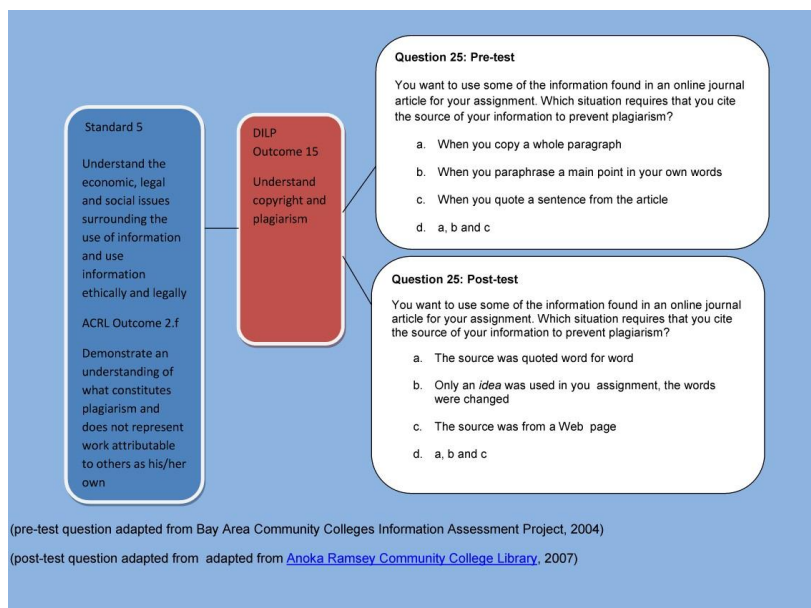 Standard 5
Understand the
economic, legal
and social issues
surrounding the
use of information
and use
information
ethically and legally
ACRL Outcome 2.f
Demonstrate an
understanding of
what constitutes
plagiarism and
does not represent
work attributable
to others as his/her
own
DILP
Outcome 15
Understand
copyright and
plagiarism
Question 25: Pre-test
You want to use some of the information found in an online journal
article for your assignment. Which situation requires that you cite
the source of your information to prevent plagiarism?
a. When you copy a whole paragraph
b. When you paraphrase a main point in your own words
c. When you quote a sentence from the article
d. a, b and c
Question 25: Post-test
You want to use some of the information found in an online journal
article for your assignment. Which situation requires that you cite
the source of your information to prevent plagiarism?
a. The source was quoted word for word
b. Only an idea was used in you assignment, the words
were changed
c. The source was from a Web page
d. a, b and c
(pre-test question adapted from Bay Area Community Colleges Information Assessment Project, 2004)
(post-test question adapted from adapted from Anoka Ramsey Community College Library, 2007)